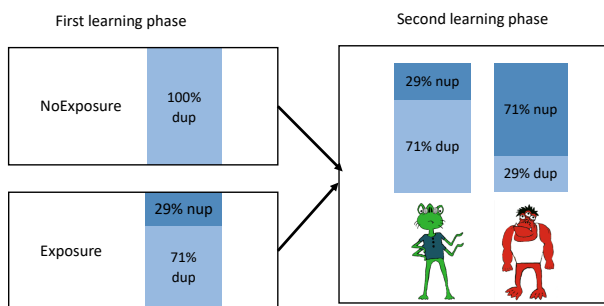 First learning phase
Second learning phase
NoExposure
100%
dup
Exposure
29% nup
71%
dup
29% nup
71% dup
71% nup
29% dup